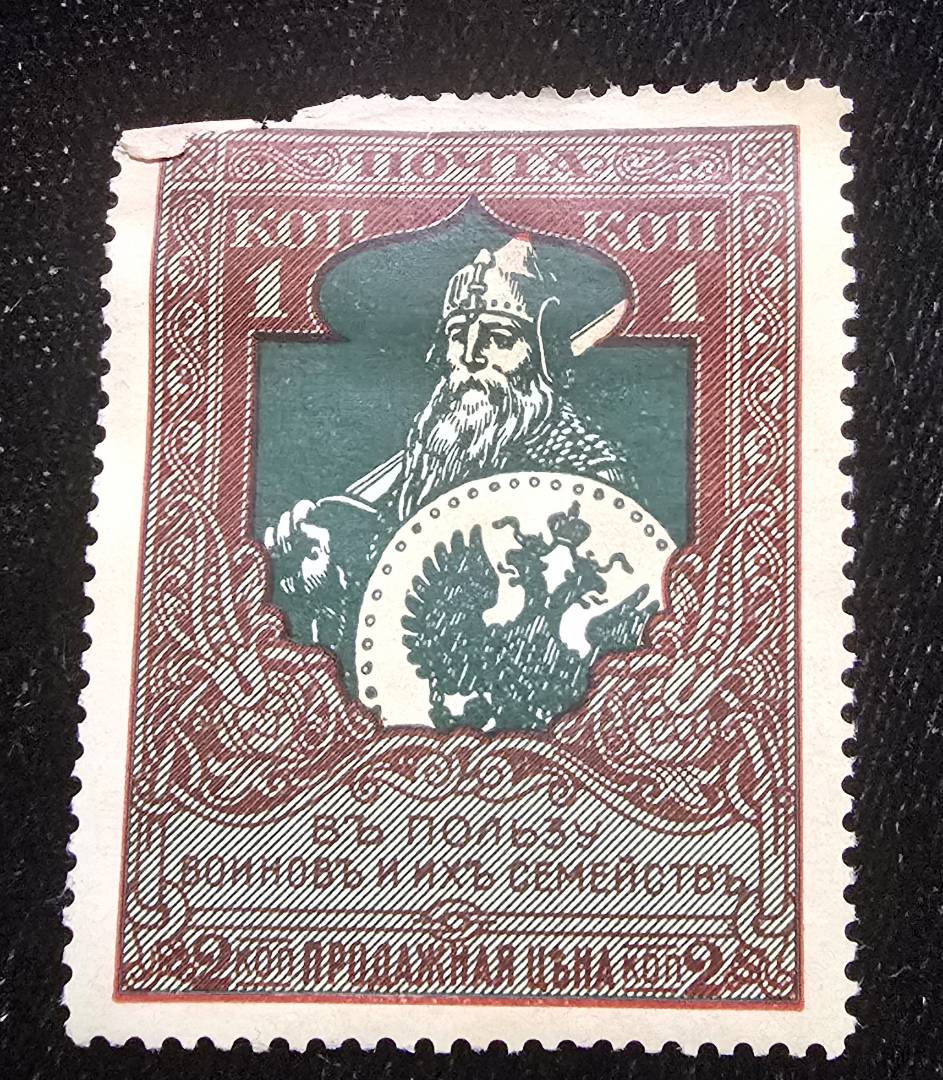 ПОЧТА
КОП КОП
1 1
ВЪ ПОЛЬЗУ
ВОИНОВЪ И ИХЪ СЕМЕЙСТВЪ
2 КОП ПРОДАЖНАЯ ЦѢНА КОП 2